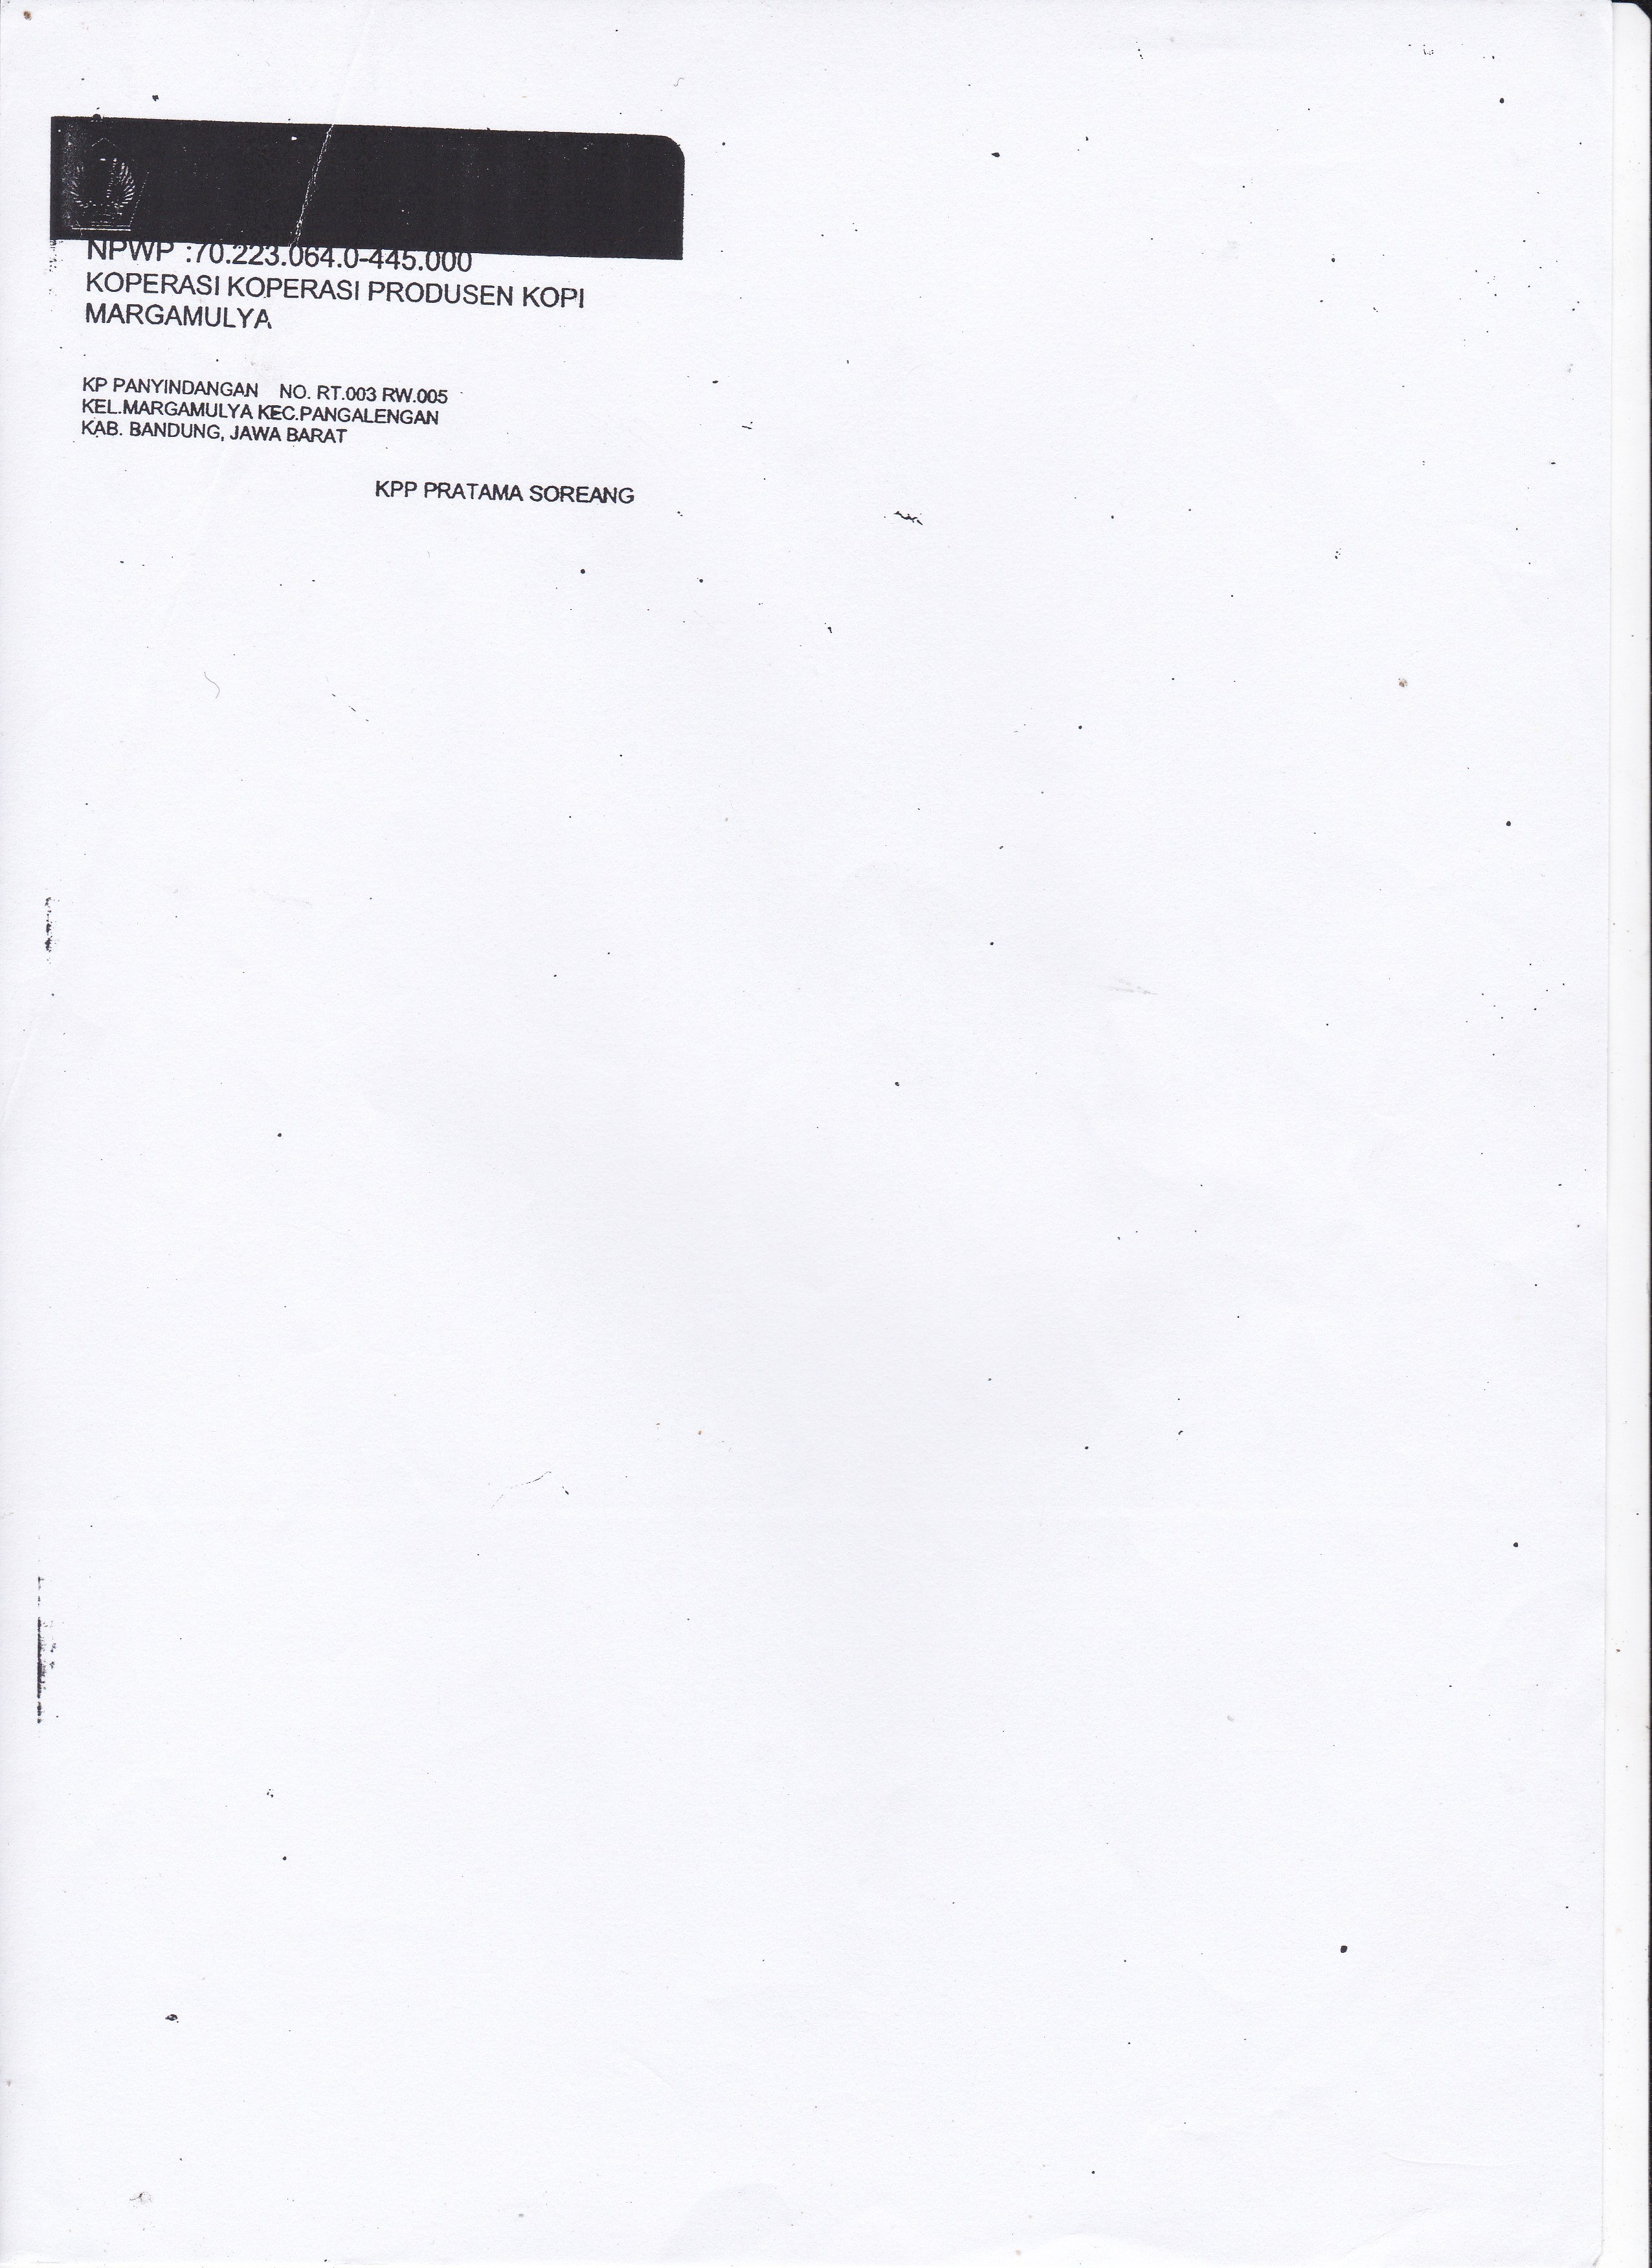 NPWP :70.223.064.0-445.000
KOPERASI KOPERASI PRODUSEN KOPI
MARGAMULYA
KP PANYINDANGAN NO. RT.003 RW.005
KEL.MARGAMULYA KEC.PANGALENGAN
KAB. BANDUNG, JAWA BARAT
KPP PRATAMA SOREANG